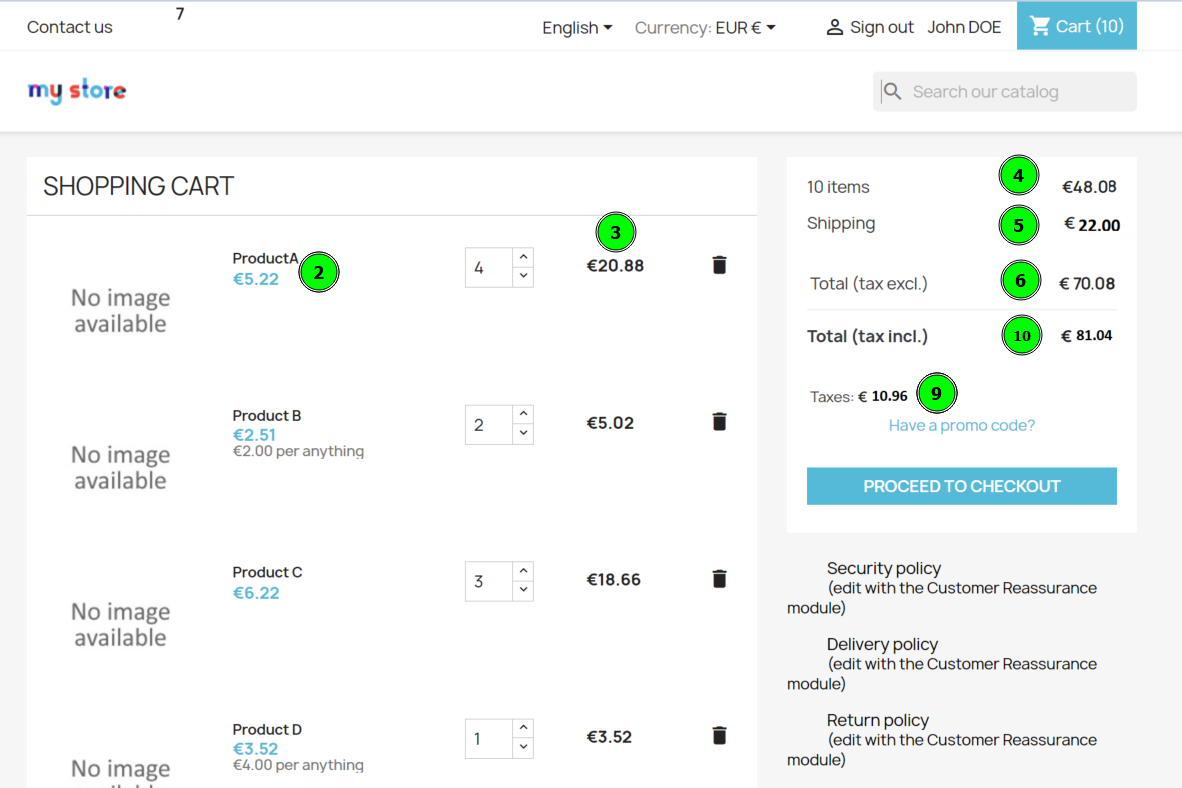 7
Contact us
English
Currency: EUR €
Sign out
John DOE
Cart (10)
my store
Search our catalog
SHOPPING CART
ProductA
€5.22
2
4
3
€20.88
No image
available
Product B
€2.51
€2.00 per anything
2
€5.02
No image
available
Product C
€6.22
3
€18.66
No image
available
Product D
€3.52
€4.00 per anything
1
€3.52
No image
10 items
4
€48.08
Shipping
5
€ 22.00
Total (tax excl.)
6
€ 70.08
Total (tax incl.)
10
€ 81.04
Taxes: € 10.96
9
Have a promo code?
PROCEED TO CHECKOUT
Security policy
(edit with the Customer Reassurance
module)
Delivery policy
(edit with the Customer Reassurance
module)
Return policy
(edit with the Customer Reassurance
module)